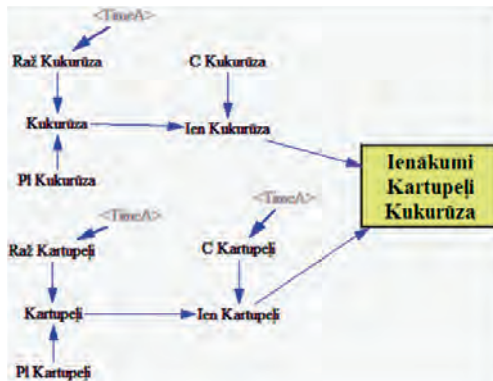 <TimeA>
Raž Kukurūza
C Kukurūza
Kukurūza
Ien Kukurūza
Pl Kukurūza
Ienākumi
Kartupeļi
Kukurūza
<TimeA>
<TimeA>
Raž Kartupeļi
C Kartupeļi
Kartupeļi
Ien Kartupeļi
Pl Kartupeļi